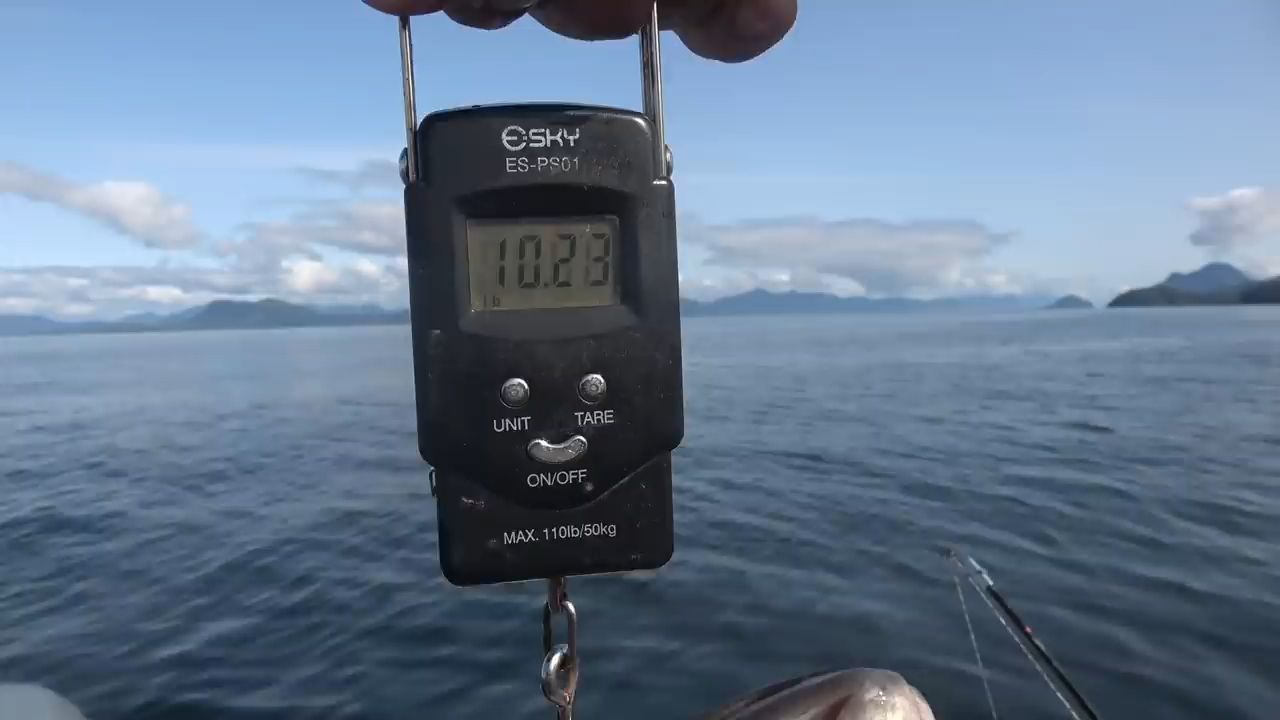 ESKY
ES-PS01
10.23
lb
UNIT
TARE
ON/OFF
MAX. 110lb/50kg